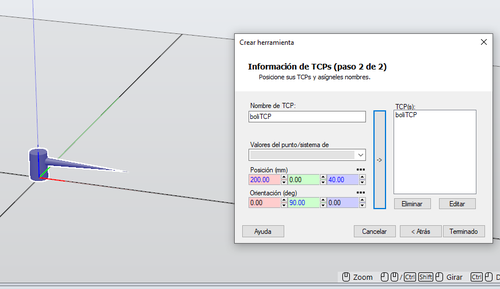 Crear herramienta
Información de TCPs (paso 2 de 2)
Posicione sus TCPs y asígneles nombres.
Nombre de TCP:
boliTCP
Valores del punto/sistema de
Posición (mm)
200.00 0.00 40.00
Orientación (deg)
0.00 90.00 0.00
->
TCP(a):
boliTCP
Eliminar Editar
Ayuda Cancelar < Atrás Terminado
Zoom / Ctrl Shift Girar Ctrl D